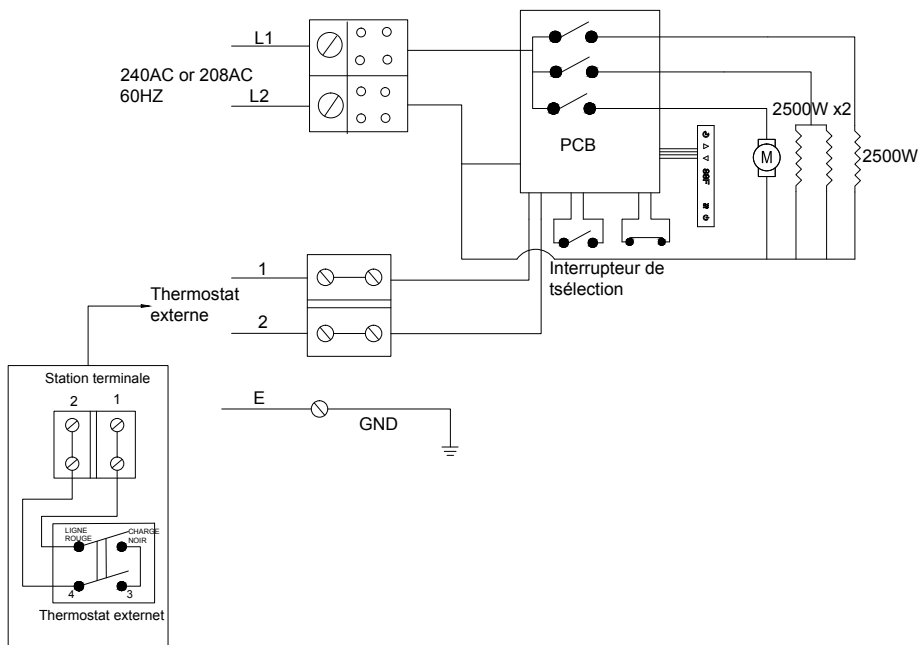 L1
240AC or 208AC
60HZ
L2
PCB
2500W x2
M
2500W
88F
Interrupteur de
tsélection
1
Thermostat
externe
2
Station terminale
2 1
E
GND
LIGNE
ROUGE
CHARGE
NOIR
4 3
Thermostat externet